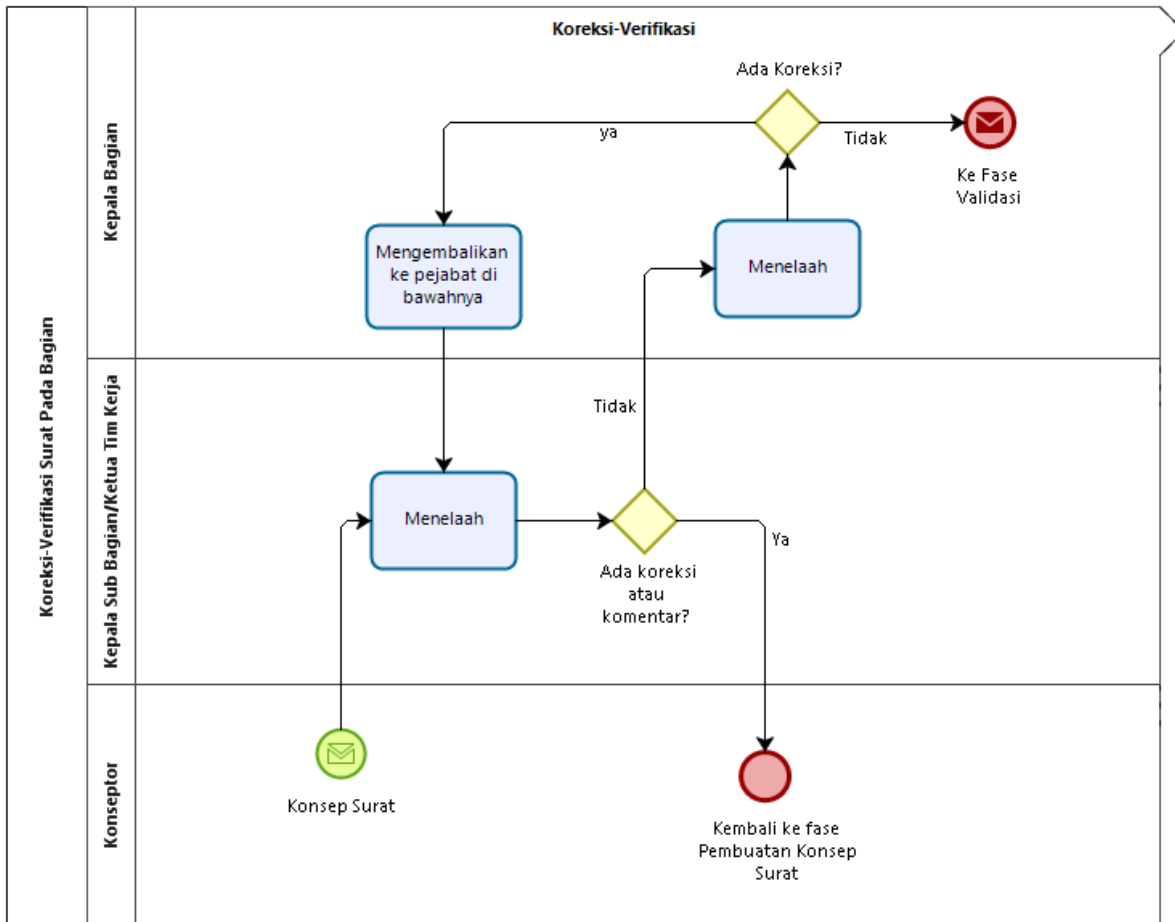 Koreksi-Verifikasi Surat Pada Bagian
Koreksi-Verifikasi
Kepala Bagian
Ada Koreksi?
ya
Tidak
Ke Fase
Validasi
Mengembalikan
ke pejabat di
bawahnya
Menelaah
Kepala Sub Bagian/Ketua Tim Kerja
Tidak
Menelaah
Ya
Ada koreksi
atau
komentar?
Konseptor
Konsep Surat
Kembali ke fase
Pembuatan Konsep
Surat